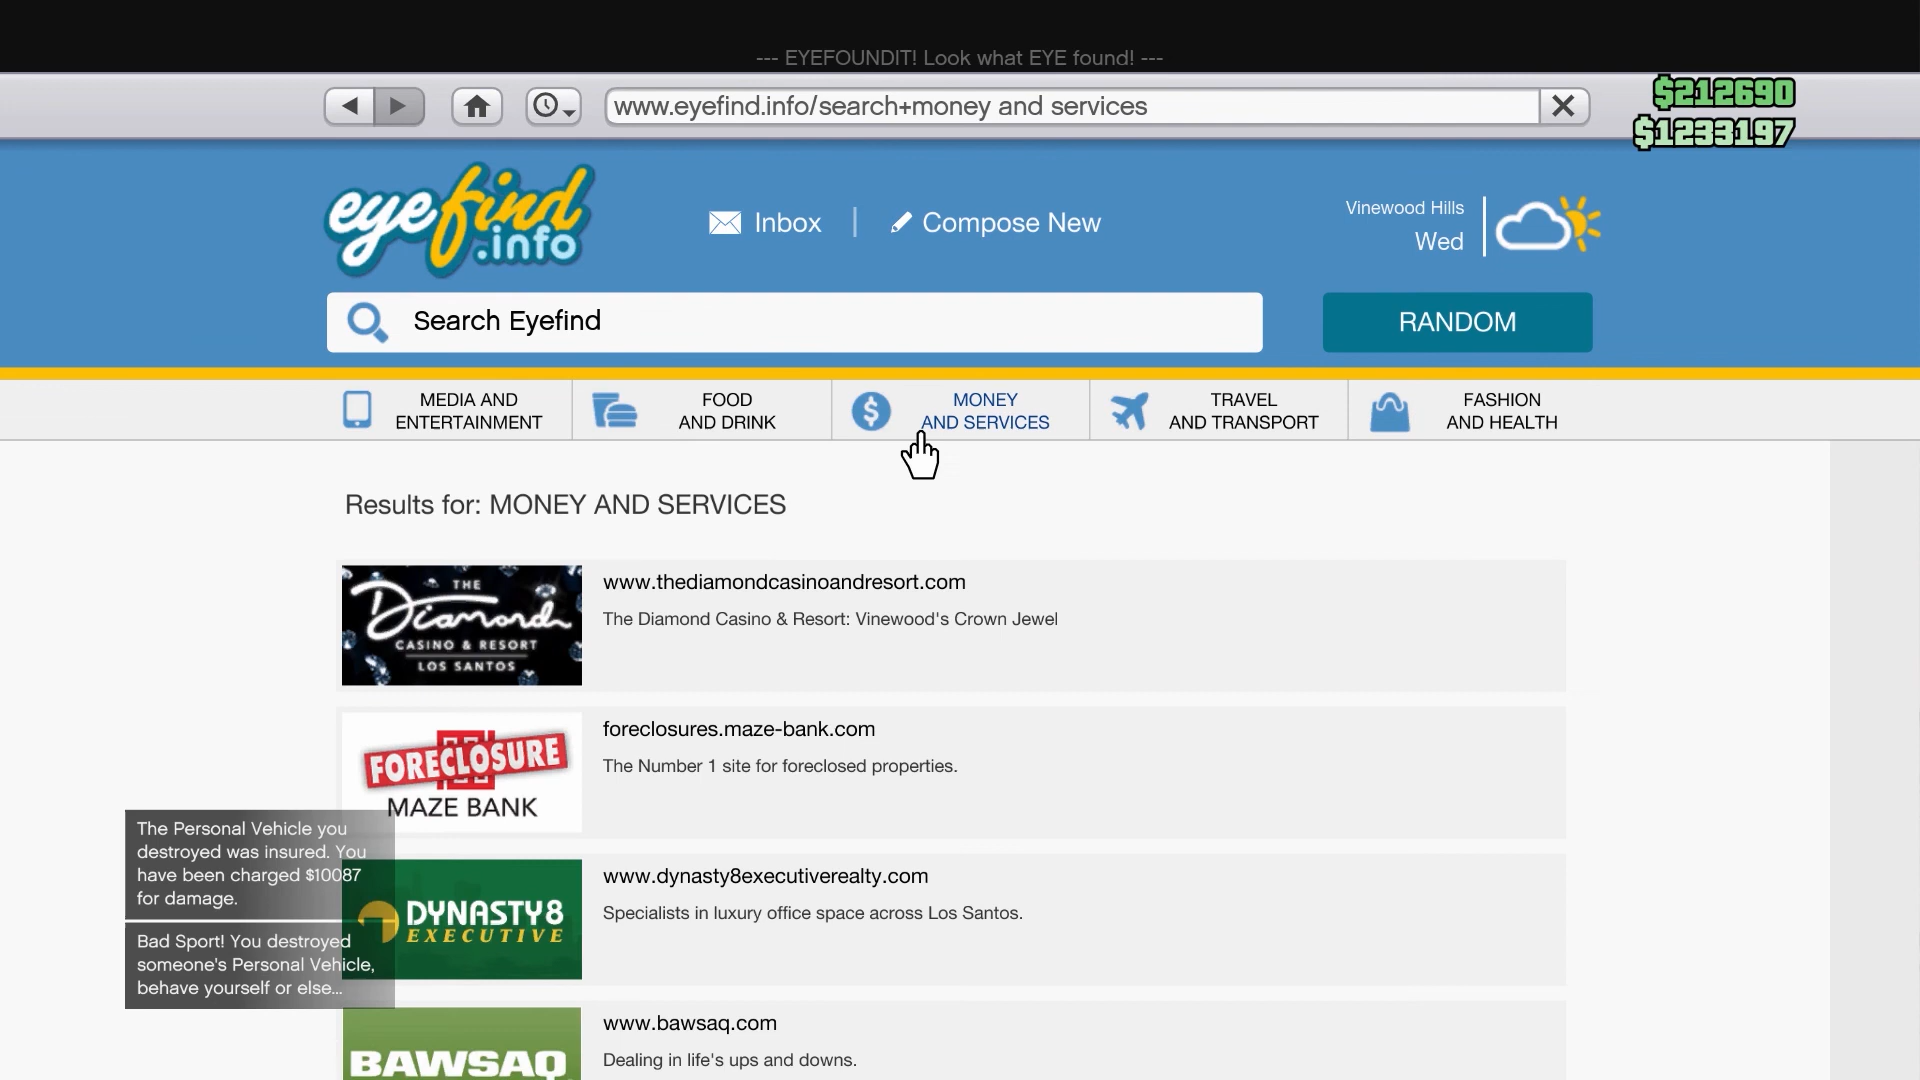 --- EYEFOUNDIT! Look what EYE found! ---
www.eyefind.info/search+money and services
$212690
$1233197
eyefind
.info
Inbox
Compose New
Vinewood Hills
Wed
Search Eyefind
RANDOM
MEDIA AND
ENTERTAINMENT
FOOD
AND DRINK
MONEY
AND SERVICES
TRAVEL
AND TRANSPORT
FASHION
AND HEALTH
Results for: MONEY AND SERVICES
THE
Diamond
CASINO & RESORT
LOS SANTOS
www.thediamondcasinoandresort.com
The Diamond Casino & Resort: Vinewood's Crown Jewel
FORECLOSURE
MAZE BANK
foreclosures.maze-bank.com
The Number 1 site for foreclosed properties.
The Personal Vehicle you
destroyed was insured. You
have been charged $10087
for damage.
Bad Sport! You destroyed
someone's Personal Vehicle,
behave yourself or else...
DYNASTY8
EXECUTIVE
www.dynasty8executiverealty.com
Specialists in luxury office space across Los Santos.
BAWSAQ
www.bawsaq.com
Dealing in life's ups and downs.